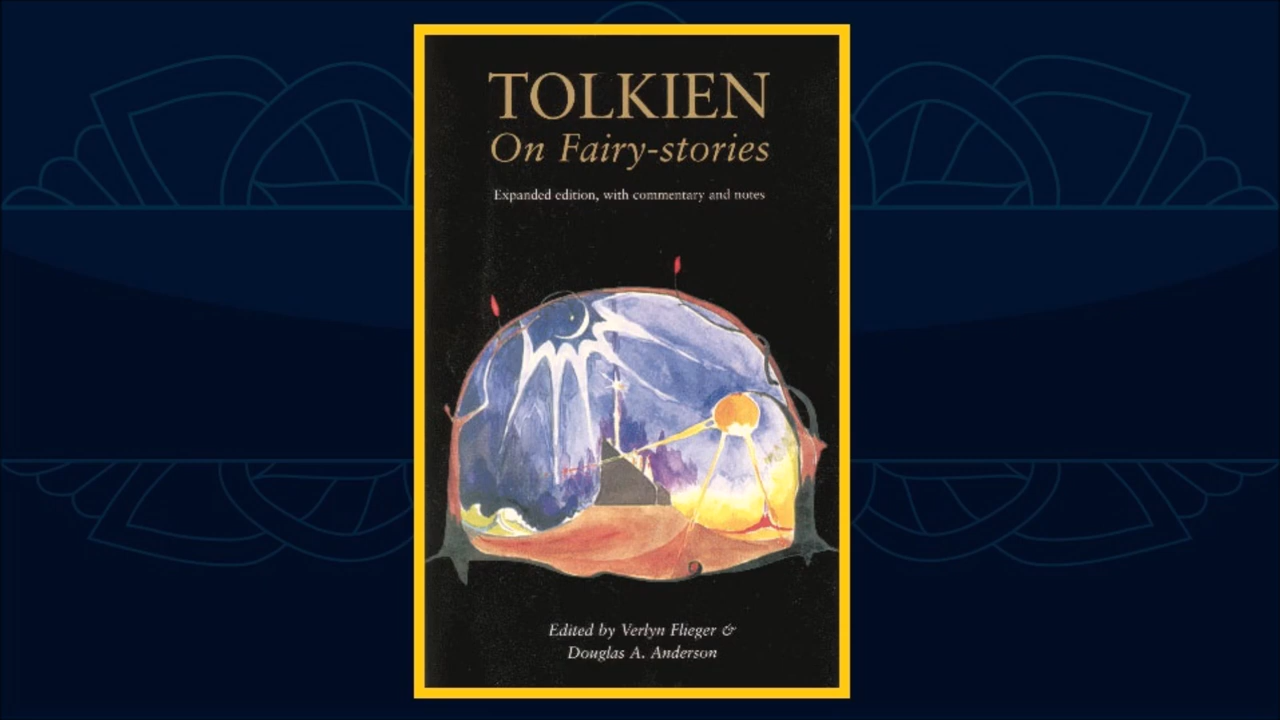 TOLKIEN
On Fairy-stories
Expanded edition, with commentary and notes
Edited by Verlyn Flieger &
Douglas A. Anderson